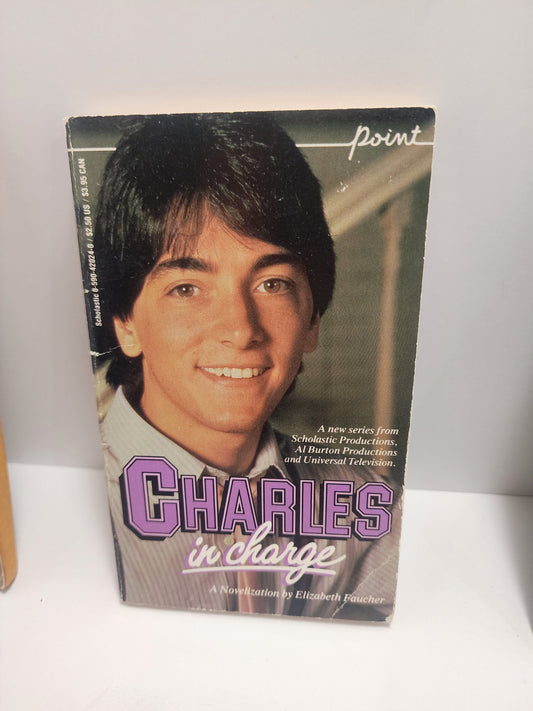 point
Scholastic 0-590-42024-0 / $2.50 US / $3.95 CAN
A new series from
Scholastic Productions,
Al Burton Productions
and Universal Television.
CHARLES
in charge
A Novelization by Elizabeth Faucher